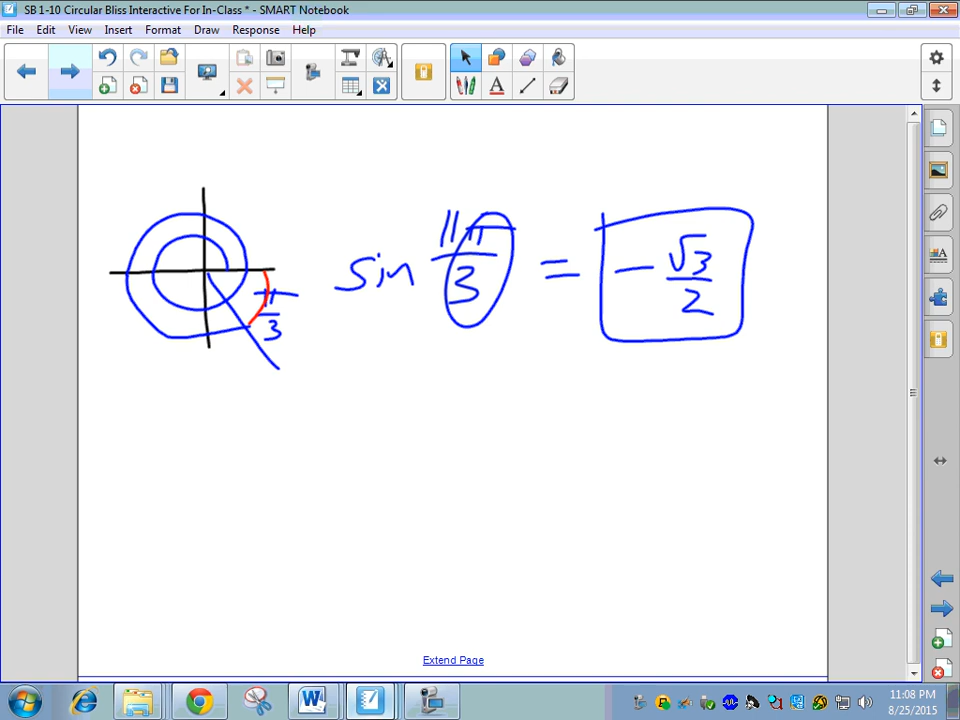 SB 1-10 Circular Bliss Interactive For In-Class * - SMART Notebook
File Edit View Insert Format Draw Response Help
π/3
sin 11π/3 = - √3/2
Extend Page
11:08 PM
8/25/2015